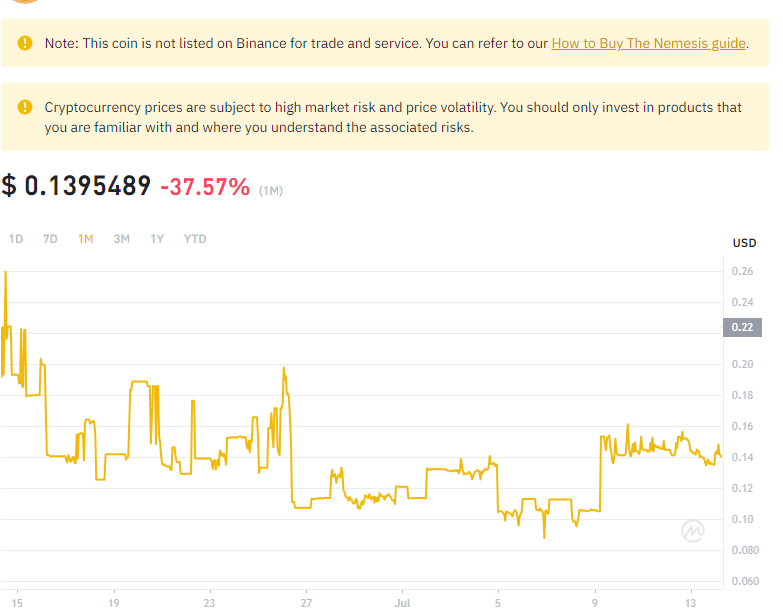 Note: This coin is not listed on Binance for trade and service. You can refer to our How to Buy The Nemesis guide.
Cryptocurrency prices are subject to high market risk and price volatility. You should only invest in products that
you are familiar with and where you understand the associated risks.
$ 0.1395489 -37.57% (1M)
1D 7D 1M 3M 1Y YTD
USD
0.26
0.24
0.22
0.20
0.18
0.16
0.14
0.12
0.10
0.080
0.060
15 19 23 27 Jul 5 9 13